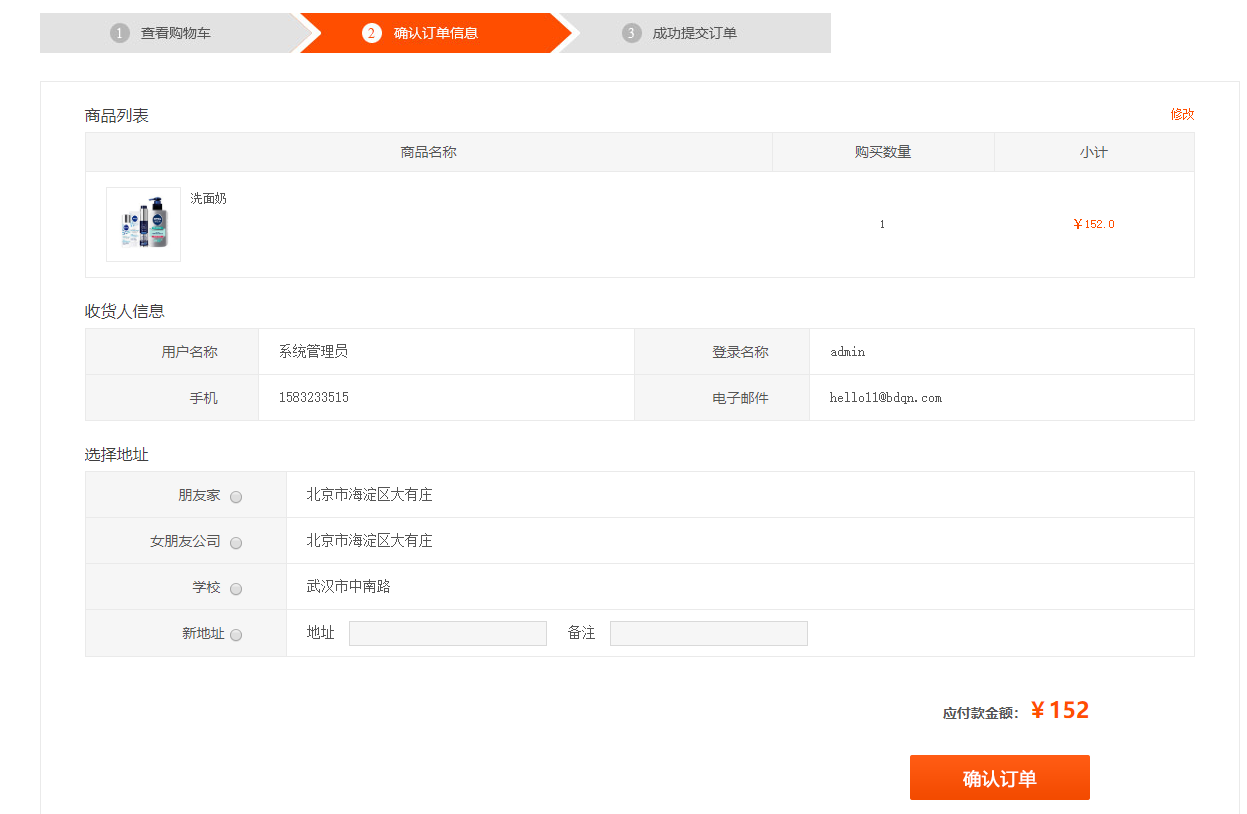 1 查看购物车 2 确认订单信息 3 成功提交订单
商品列表 修改
商品名称 购买数量 小计
洗面奶
1 ￥152.0
收货人信息
用户名称 系统管理员 登录名称 admin
手机 1583233515 电子邮件 hello11@bdqn.com
选择地址
朋友家 北京市海淀区大有庄
女朋友公司 北京市海淀区大有庄
学校 武汉市中南路
新地址 地址 备注
应付款金额： ￥152
确认订单